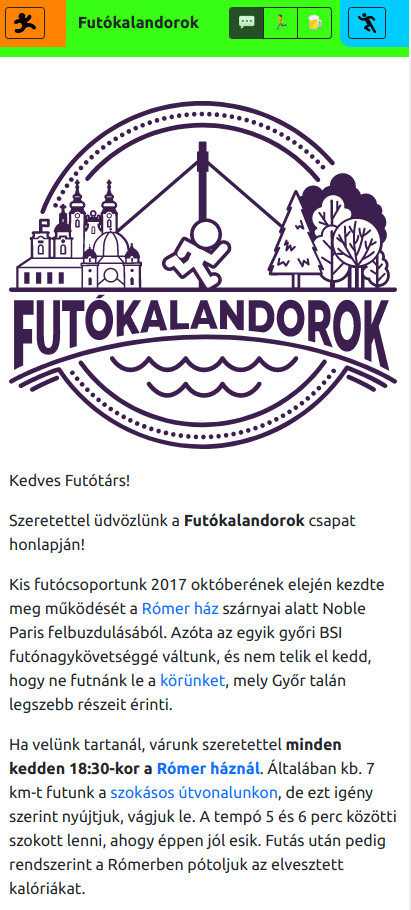 Futókalandorok
FUTÓKALANDOROK
Kedves Futótárs!
Szeretettel üdvözlünk a Futókalandorok csapat
honlapján!
Kis futócsoportunk 2017 októberének elején kezdte
meg működését a Rómer ház szárnyai alatt Noble
Paris felbuzdulásából. Azóta az egyik győri BSI
futónagykövetséggé váltunk, és nem telik el kedd,
hogy ne futnánk le a körünket, mely Győr talán
legszebb részeit érinti.
Ha velünk tartanál, várunk szeretettel minden
kedden 18:30-kor a Rómer háznál. Általában kb. 7
km-t futunk a szokásos útvonalunkon, de ezt igény
szerint nyújtjuk, vágjuk le. A tempó 5 és 6 perc közötti
szokott lenni, ahogy éppen jól esik. Futás után pedig
rendszerint a Rómerben pótoljuk az elvesztett
kalóriákat.